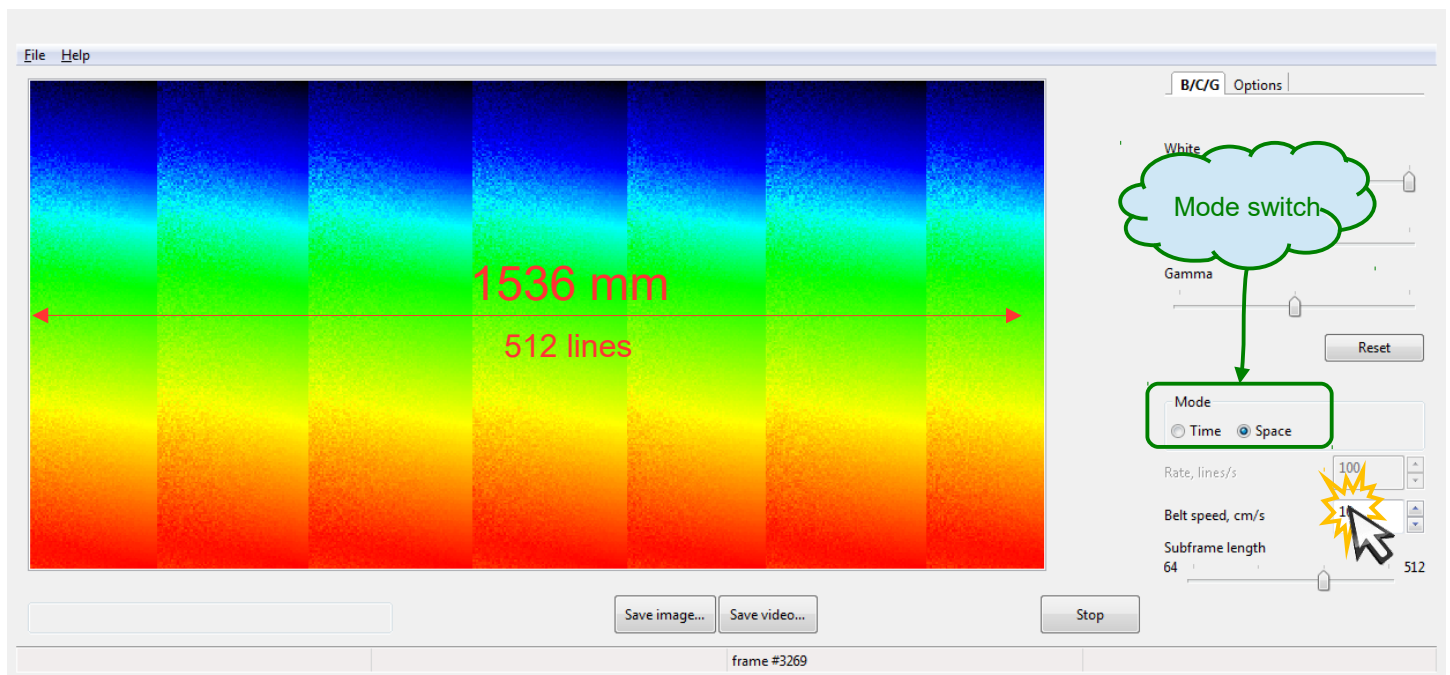 File Help
B/C/G Options
White
Mode switch
1536 mm
Gamma
512 lines
Reset
Mode
Time Space
Rate, lines/s 100
Belt speed, cm/s
Subframe length
64 512
Save image... Save video... Stop
frame #3269